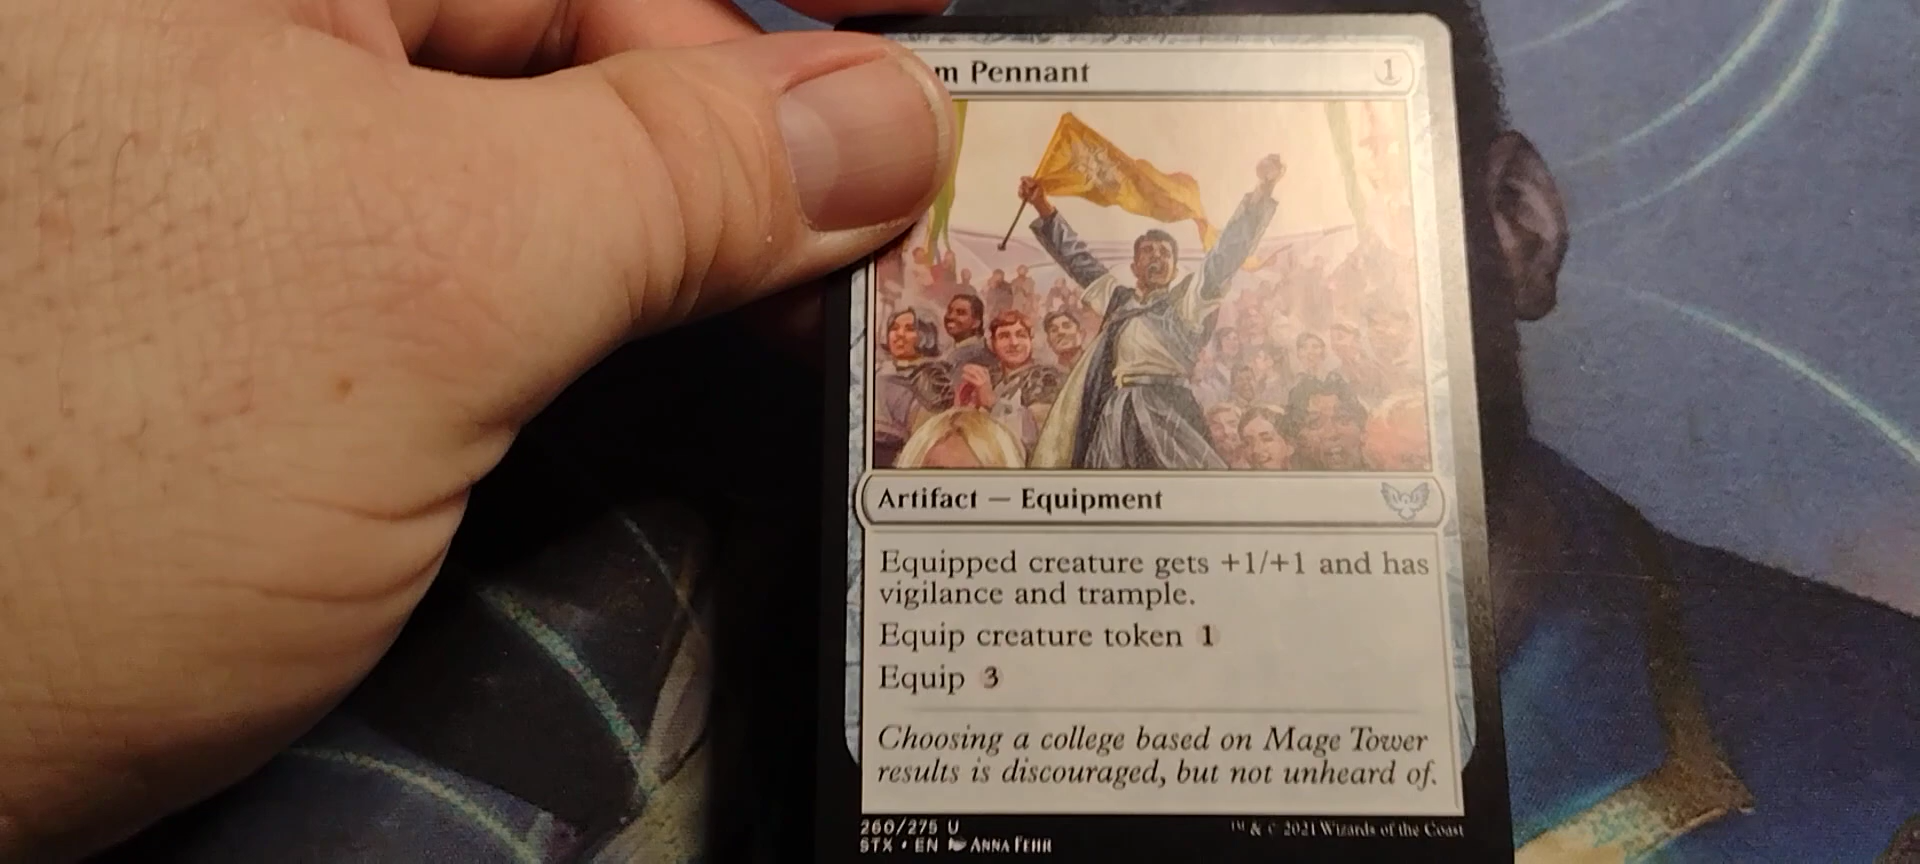 m Pennant 1
Artifact — Equipment
Equipped creature gets +1/+1 and has
vigilance and trample.
Equip creature token 1
Equip 3
Choosing a college based on Mage Tower
results is discouraged, but not unheard of.
260/275 U
™ & © 2021 Wizards of the Coast
STX • EN ANNA FEHR